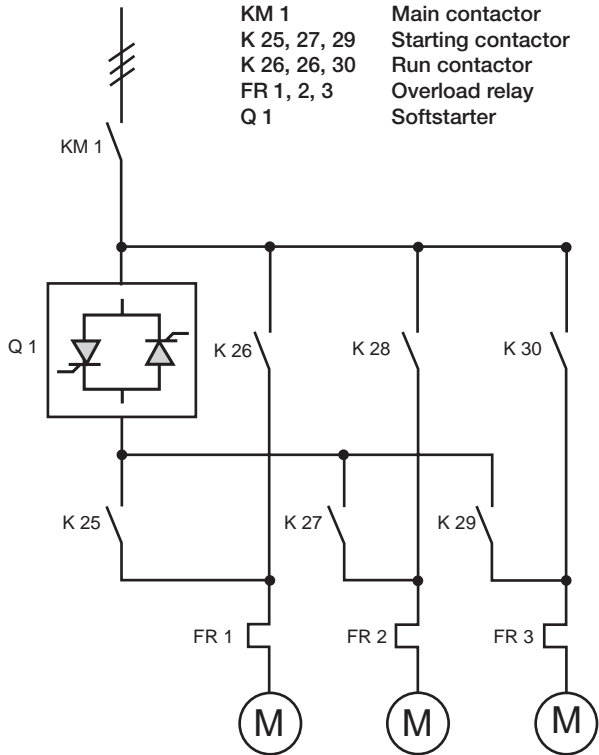 KM 1 Main contactor
K 25, 27, 29 Starting contactor
K 26, 26, 30 Run contactor
FR 1, 2, 3 Overload relay
Q 1 Softstarter
KM 1
Q 1
K 26
K 28
K 30
K 25
K 27
K 29
FR 1
FR 2
FR 3
M
M
M